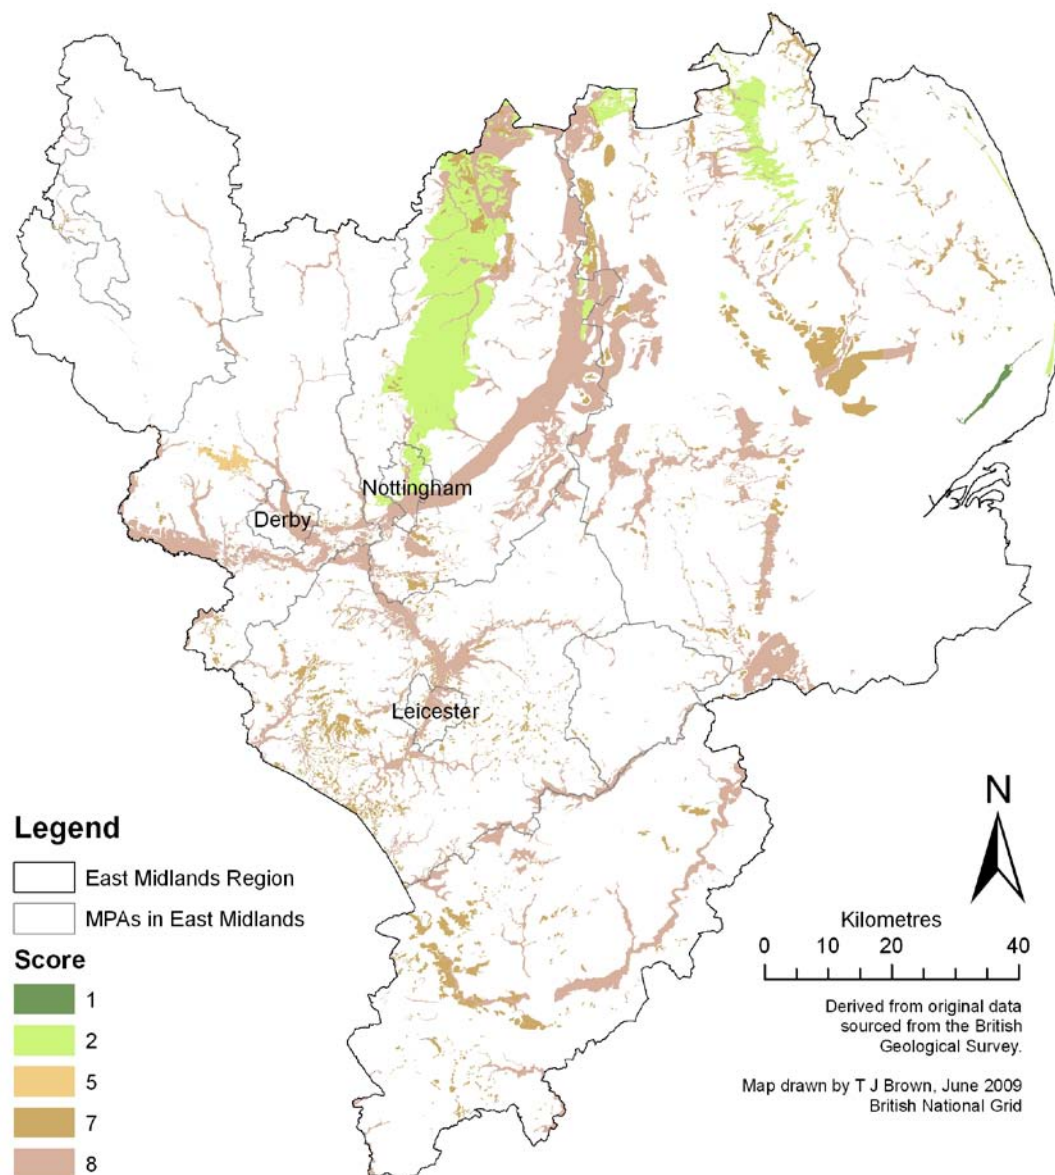 Nottingham
Derby
Leicester
Legend
East Midlands Region
MPAs in East Midlands
Score
1
2
5
7
8
N
Kilometres
0 10 20 40
Derived from original data
sourced from the British
Geological Survey.
Map drawn by T J Brown, June 2009
British National Grid